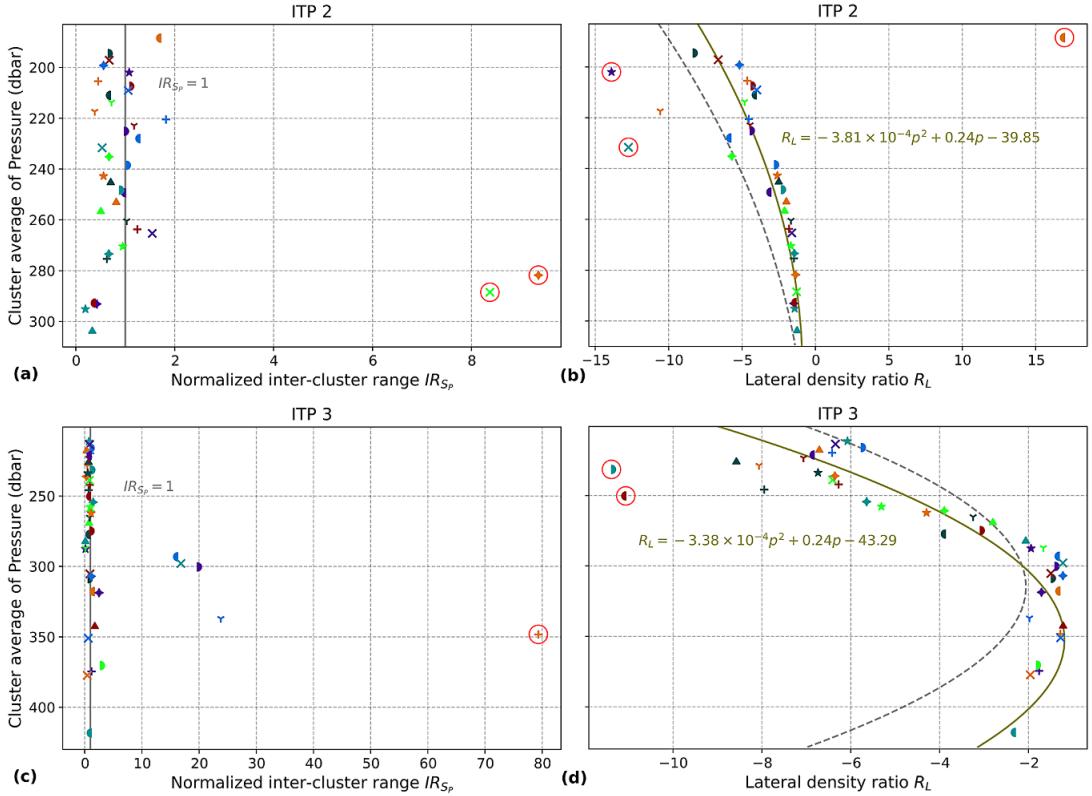 ITP 2
ITP 2
Cluster average of Pressure (dbar)
200
220
240
260
280
300
IR_{S_P} = 1
R_L = −3.81 × 10^{−4}p^2 + 0.24p − 39.85
0 2 4 6 8
−15 −10 −5 0 5 10 15
(a) Normalized inter-cluster range IR_{S_P}
(b) Lateral density ratio R_L
ITP 3
ITP 3
Cluster average of Pressure (dbar)
250
300
350
400
IR_{S_P} = 1
R_L = −3.38 × 10^{−4}p^2 + 0.24p − 43.29
0 10 20 30 40 50 60 70 80
−10 −8 −6 −4 −2
(c) Normalized inter-cluster range IR_{S_P}
(d) Lateral density ratio R_L